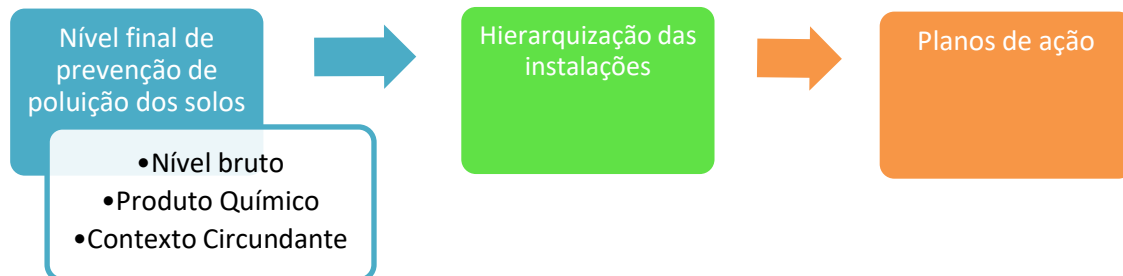 Nível final de
prevenção de
poluição dos solos
•Nível bruto
•Produto Químico
•Contexto Circundante
Hierarquização das
instalações
Planos de ação